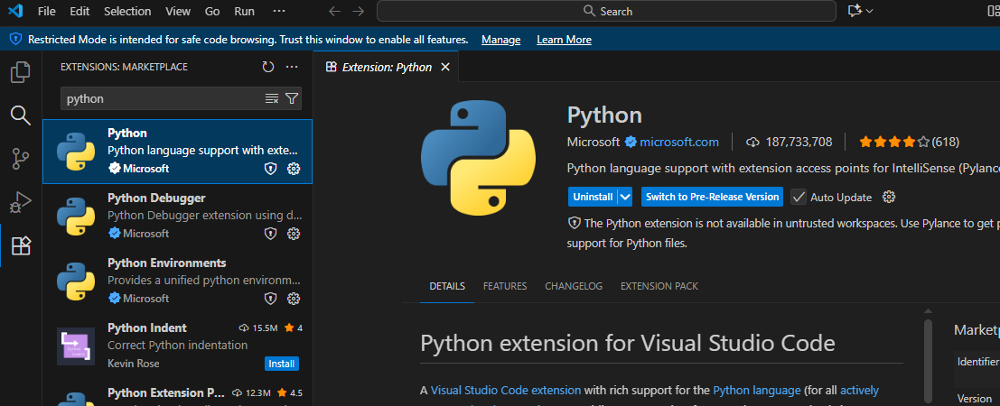 File Edit Selection View Go Run ··· Search
Restricted Mode is intended for safe code browsing. Trust this window to enable all features. Manage Learn More
EXTENSIONS: MARKETPLACE
Extension: Python
python
Python
Python language support with exte...
Microsoft
Python Debugger
Python Debugger extension using d...
Microsoft
Python Environments
Provides a unified python environm...
Microsoft
Python Indent 15.5M 4
Correct Python indentation
Kevin Rose Install
Python Extension P... 12.3M 4.5
Python
Microsoft microsoft.com 187,733,708 (618)
Python language support with extension access points for IntelliSense (Pylance
Uninstall Switch to Pre-Release Version Auto Update
The Python extension is not available in untrusted workspaces. Use Pylance to get
support for Python files.
DETAILS FEATURES CHANGELOG EXTENSION PACK
Python extension for Visual Studio Code
A Visual Studio Code extension with rich support for the Python language (for all actively
Identifier
Version